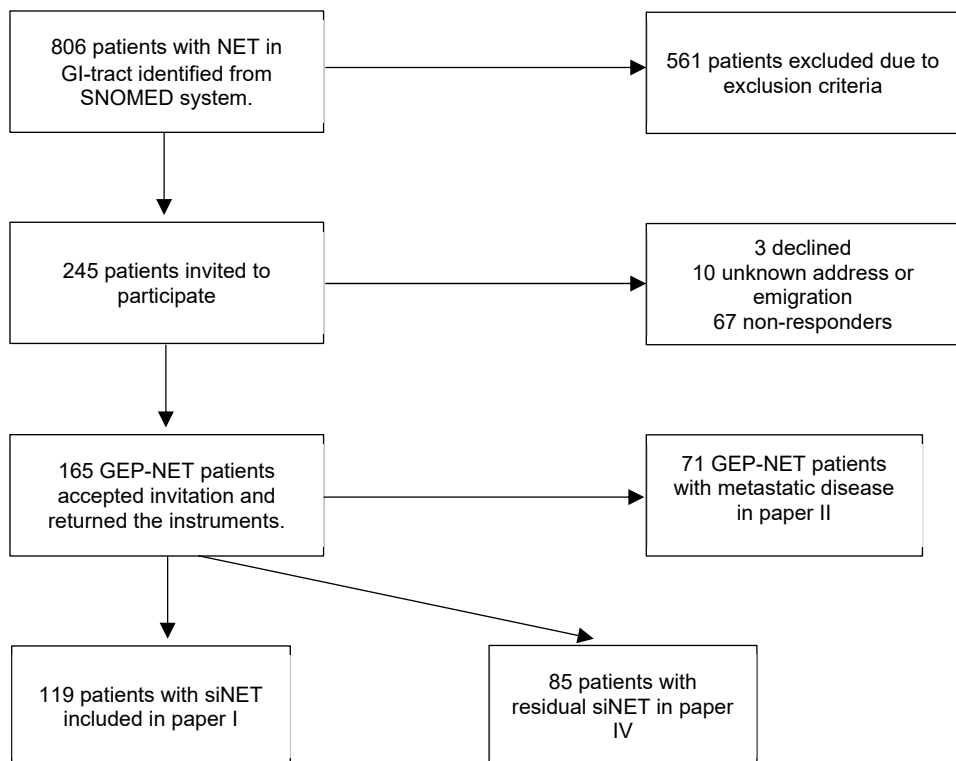 806 patients with NET in
GI-tract identified from
SNOMED system.
561 patients excluded due to
exclusion criteria
245 patients invited to
participate
3 declined
10 unknown address or
emigration
67 non-responders
165 GEP-NET patients
accepted invitation and
returned the instruments.
71 GEP-NET patients
with metastatic disease
in paper II
119 patients with siNET
included in paper I
85 patients with
residual siNET in paper
IV